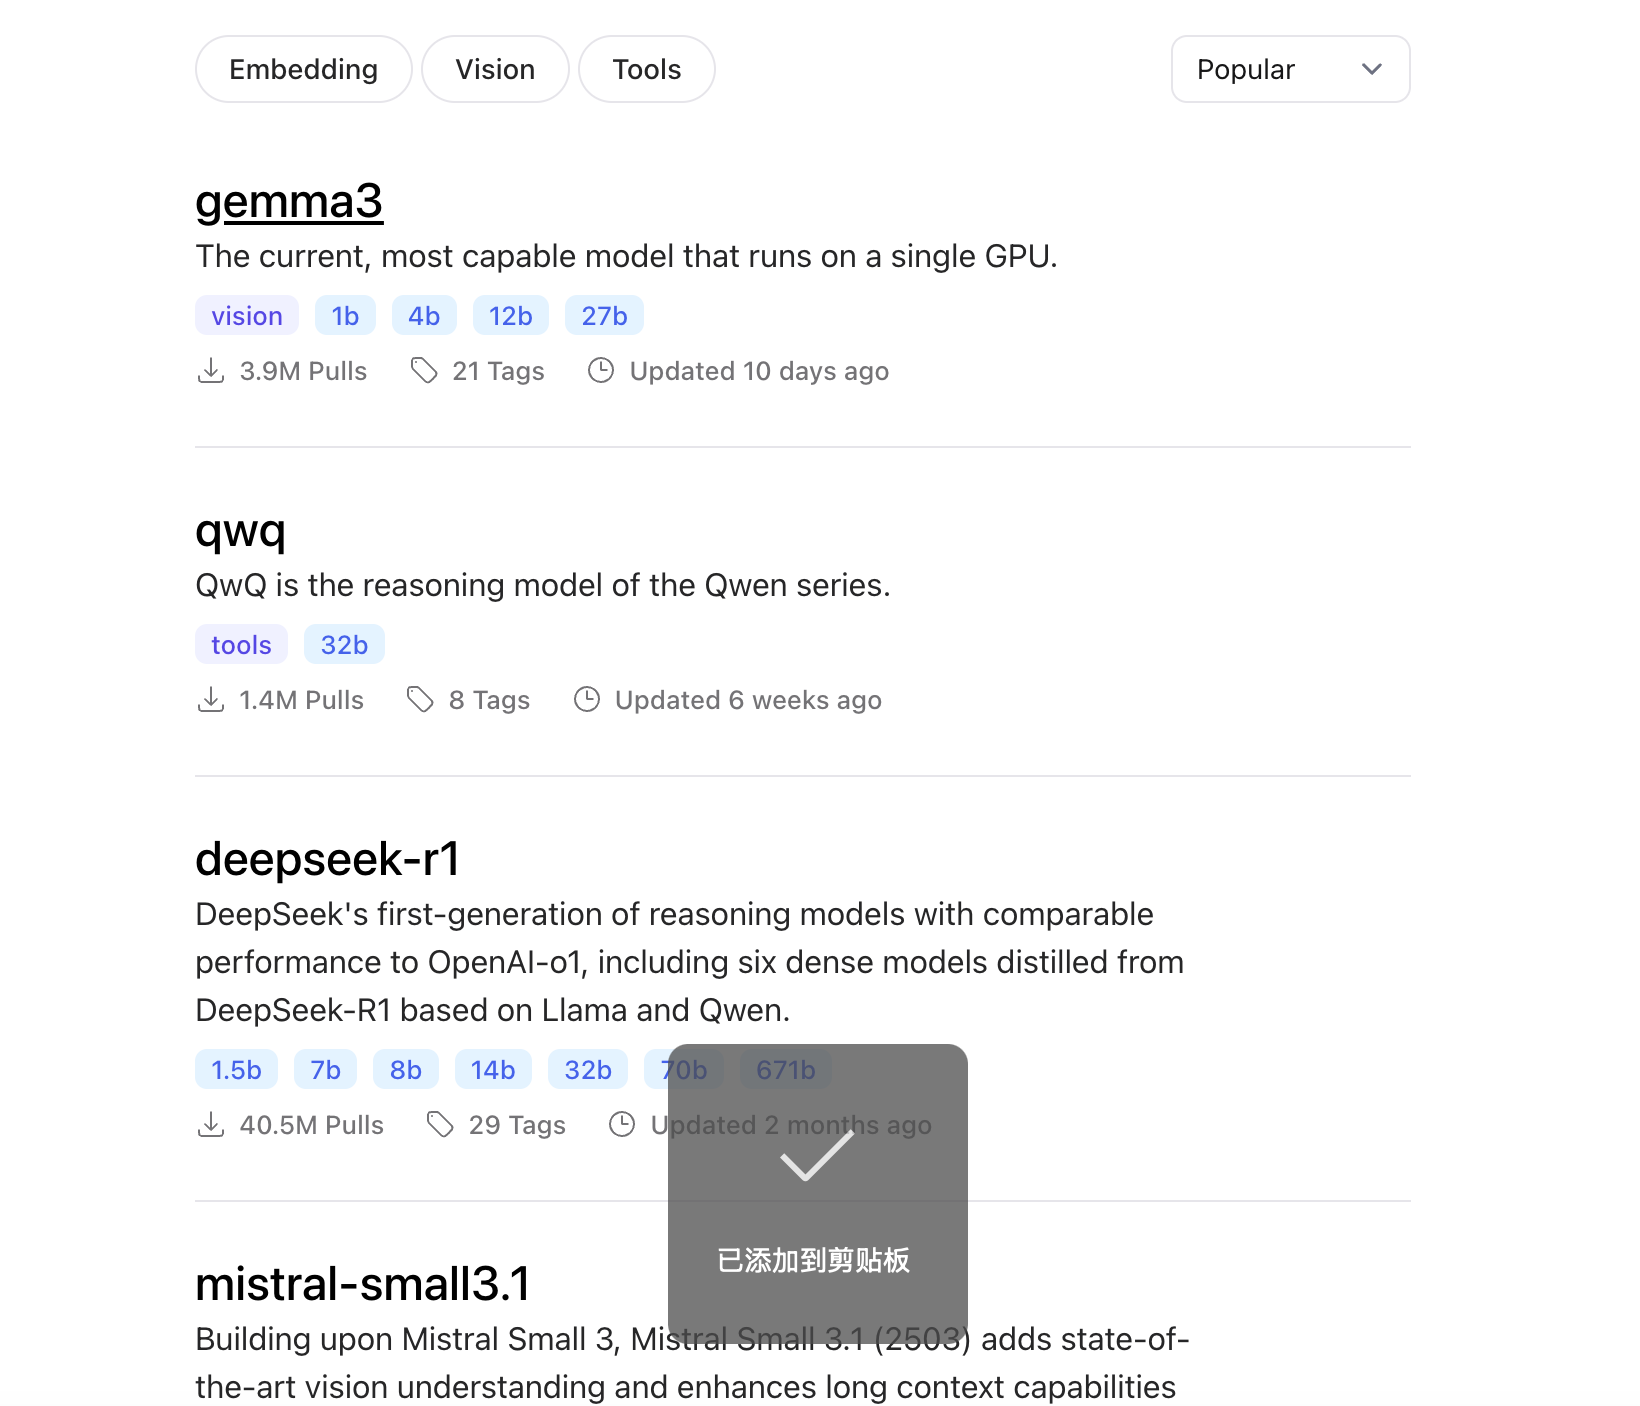 Embedding Vision Tools Popular
gemma3
The current, most capable model that runs on a single GPU.
vision 1b 4b 12b 27b
3.9M Pulls 21 Tags Updated 10 days ago
qwq
QwQ is the reasoning model of the Qwen series.
tools 32b
1.4M Pulls 8 Tags Updated 6 weeks ago
deepseek-r1
DeepSeek's first-generation of reasoning models with comparable
performance to OpenAI-o1, including six dense models distilled from
DeepSeek-R1 based on Llama and Qwen.
1.5b 7b 8b 14b 32b 70b 671b
40.5M Pulls 29 Tags Updated 2 months ago
已添加到剪贴板
mistral-small3.1
Building upon Mistral Small 3, Mistral Small 3.1 (2503) adds state-of-
the-art vision understanding and enhances long context capabilities